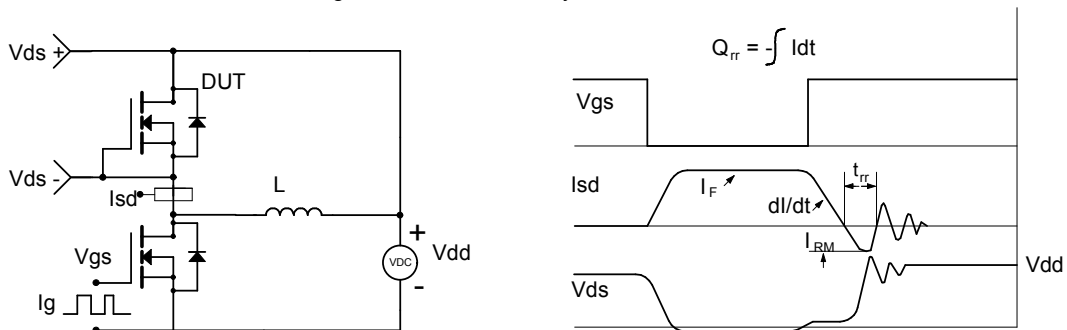 Vds +
DUT
Vds -
Isd
L
Vgs
Ig
+
VDC
-
Vdd
Qrr = -∫ Idt
Vgs
Isd
IF
dI/dt
trr
IRM
Vds
Vdd